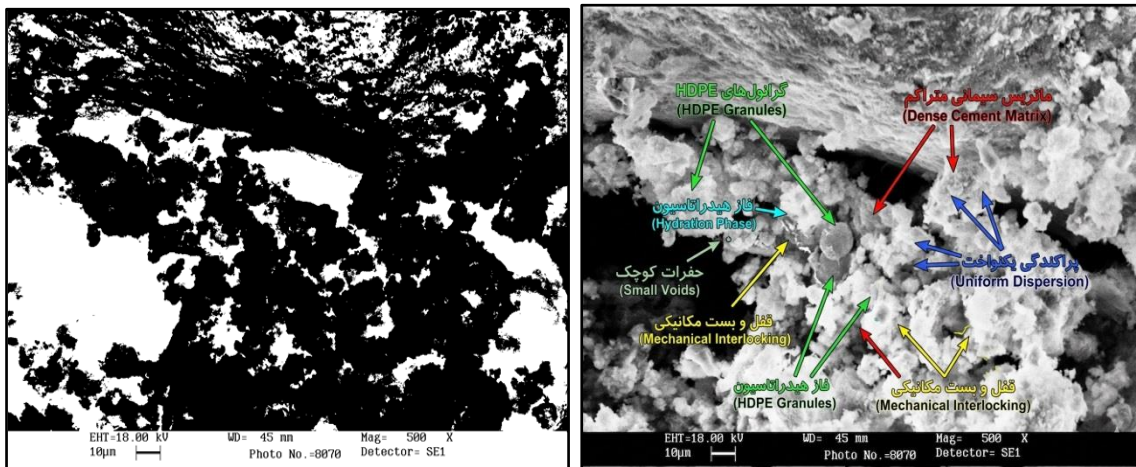 EHT=18.00 kV WD= 45 mm Mag= 500 X
10µm Photo No.=8070 Detector= SE1
گرانول‌های HDPE
(HDPE Granules)
ماتریس سیمانی متراکم
(Dense Cement Matrix)
فاز هیدراتاسیون
(Hydration Phase)
حفرات کوچک
(Small Voids)
پراکندگی یکنواخت
(Uniform Dispersion)
قفل و بست مکانیکی
(Mechanical Interlocking)
فاز هیدراتاسیون
(HDPE Granules)
قفل و بست مکانیکی
(Mechanical Interlocking)
EHT=18.00 kV WD= 45 mm Mag= 500 X
10µm Photo No.=8070 Detector= SE1